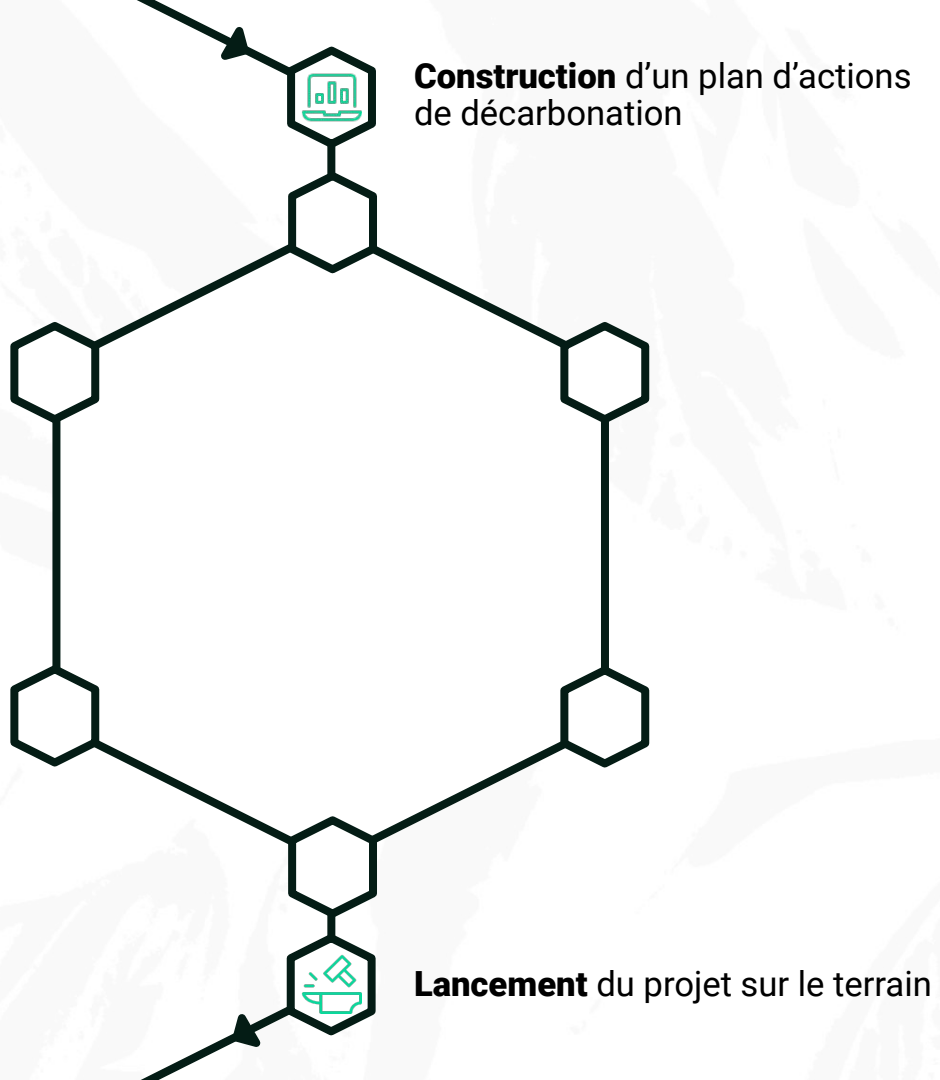 Construction d’un plan d’actions
de décarbonation
Lancement du projet sur le terrain